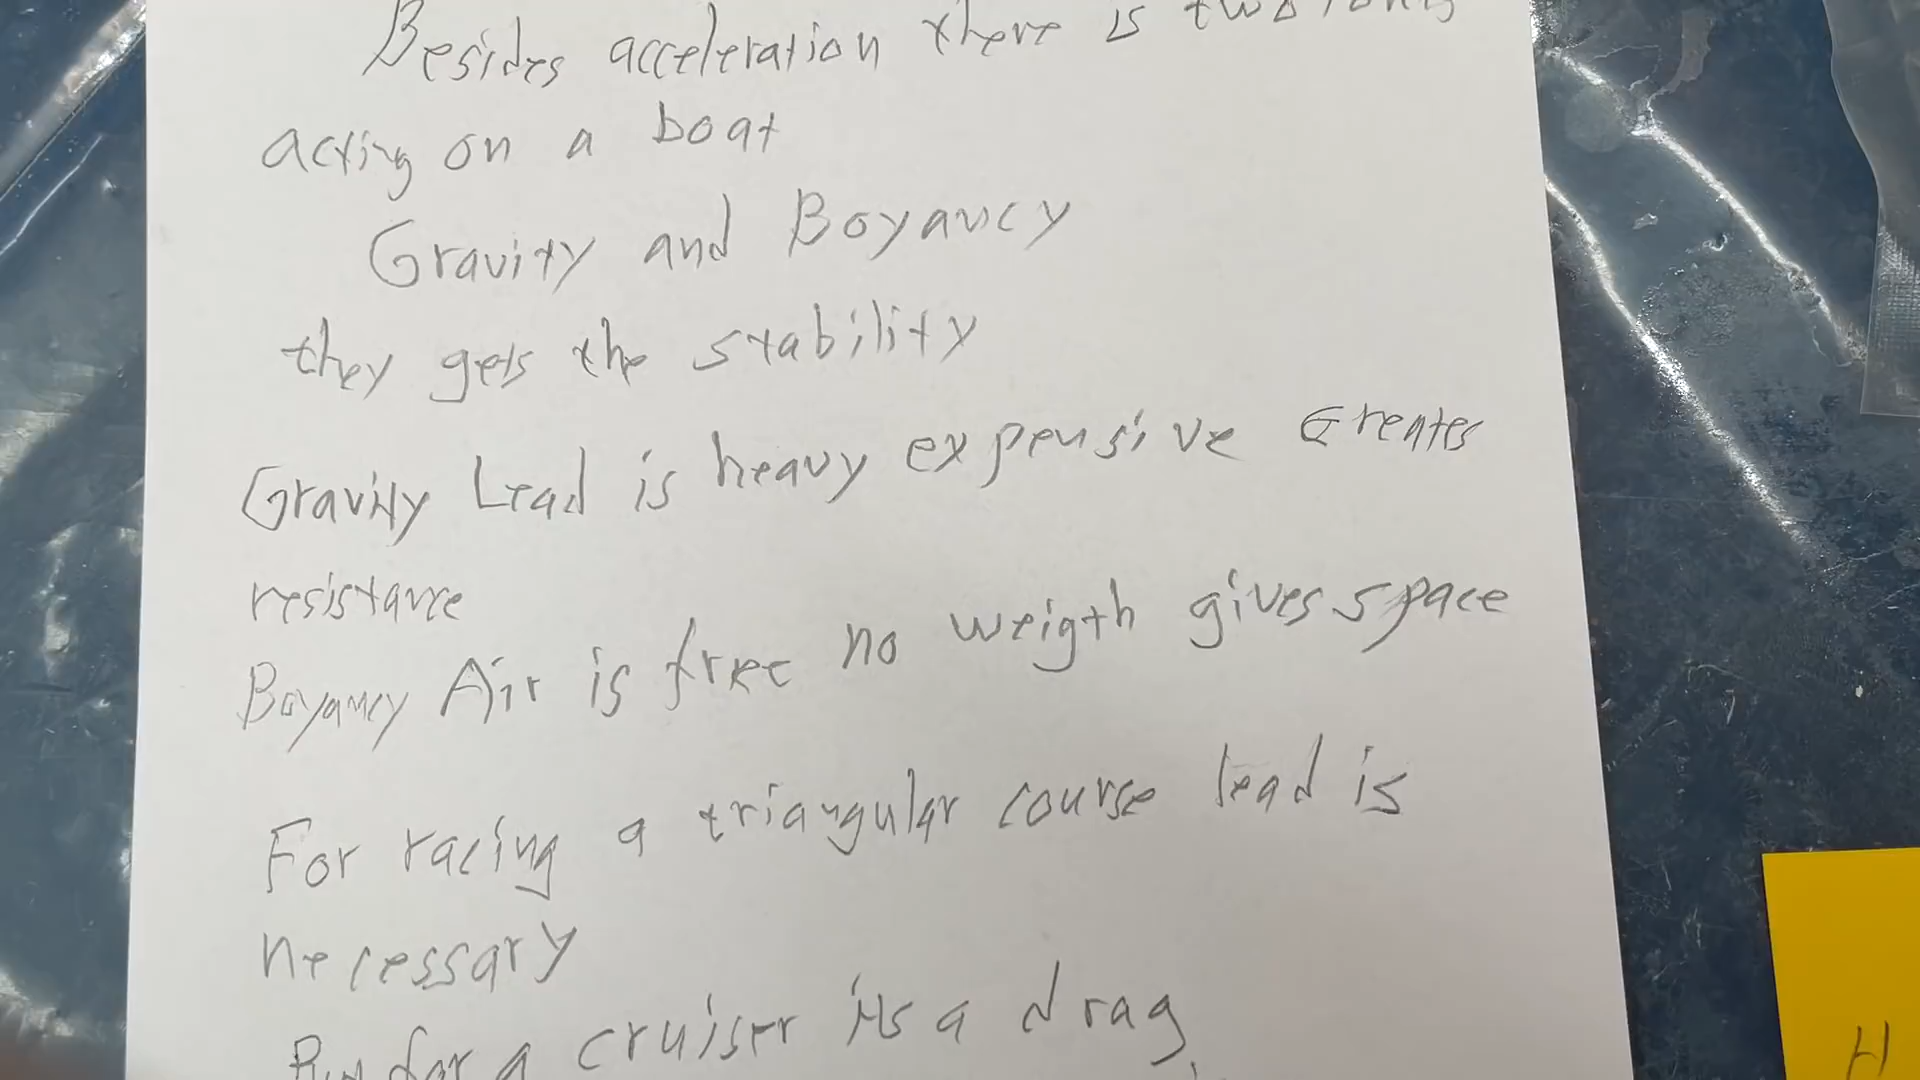 Besides acceleration there is two
acting on a boat
Gravity and Boyancy
they gets the stability
Gravity Lead is heavy expensive Greates
resistance
Boyancy Air is free no weigth gives space
For racing a triangular course lead is
necessary
But for a cruiser its a drag
H